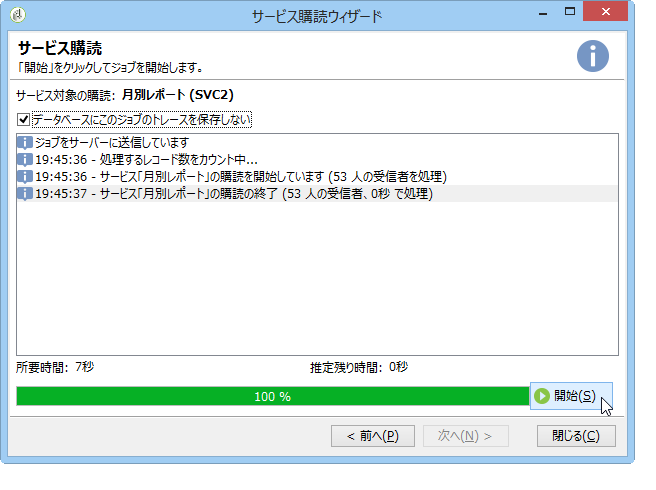 サービス購読ウィザード
サービス購読
「開始」をクリックしてジョブを開始します。
サービス対象の購読: 月別レポート (SVC2)
データベースにこのジョブのトレースを保存しない
ジョブをサーバーに送信しています
19:45:36 - 処理するレコード数をカウント中...
19:45:36 - サービス「月別レポート」の購読を開始しています (53 人の受信者を処理)
19:45:37 - サービス「月別レポート」の購読の終了 (53 人の受信者、0秒 で処理)
所要時間: 7秒 推定残り時間: 0秒
100 % 開始(S)
< 前へ(P) 次へ(N) > 閉じる(C)